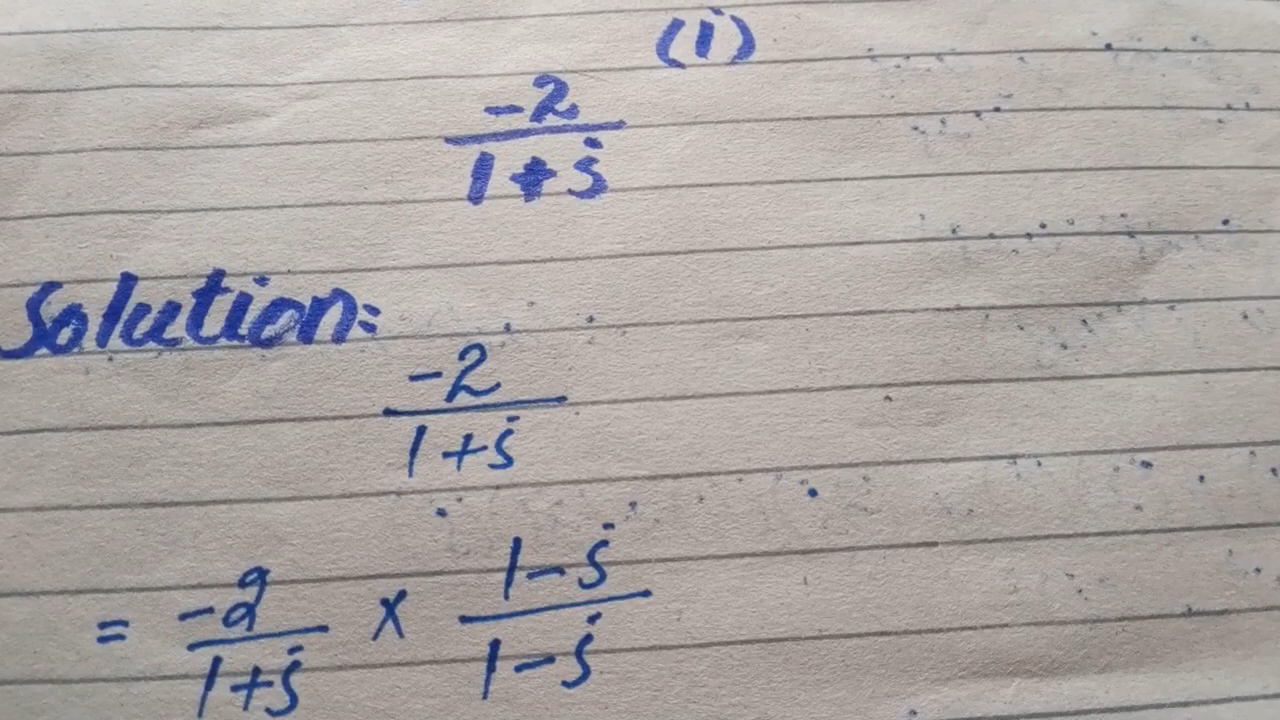 (i)
-2
1+i
Solution:
-2
1+i
= -2/1+i × 1-i/1-i